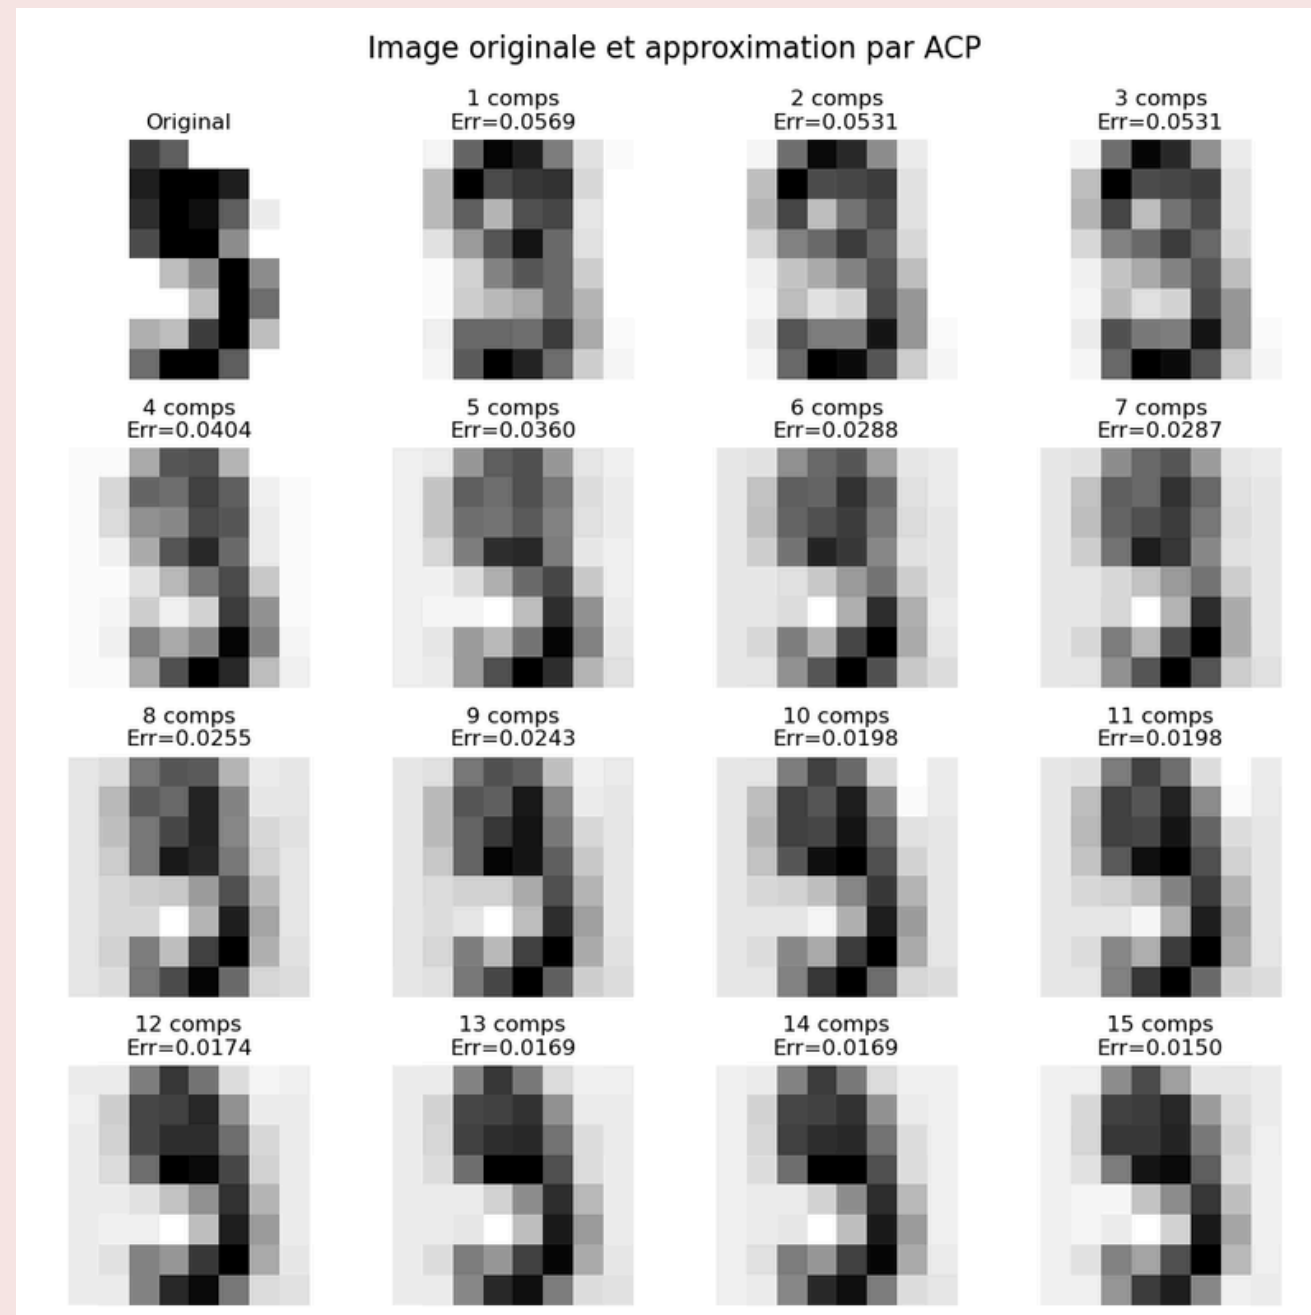 Image originale et approximation par ACP
Original
1 comps
Err=0.0569
2 comps
Err=0.0531
3 comps
Err=0.0531
4 comps
Err=0.0404
5 comps
Err=0.0360
6 comps
Err=0.0288
7 comps
Err=0.0287
8 comps
Err=0.0255
9 comps
Err=0.0243
10 comps
Err=0.0198
11 comps
Err=0.0198
12 comps
Err=0.0174
13 comps
Err=0.0169
14 comps
Err=0.0169
15 comps
Err=0.0150